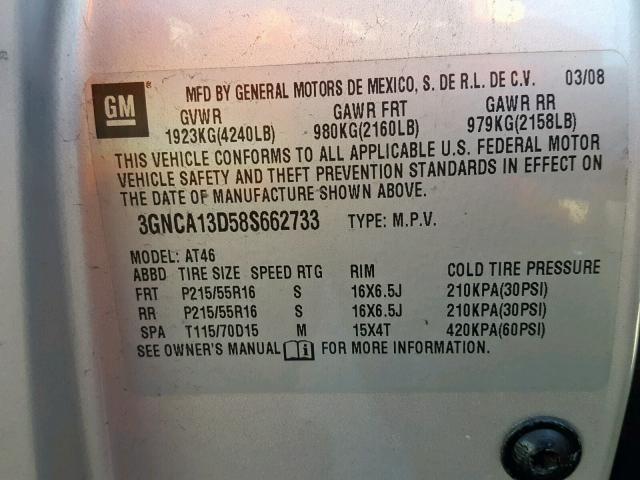 GM ®
MFD BY GENERAL MOTORS DE MEXICO, S. DE R.L. DE C.V. 03/08
GVWR GAWR FRT GAWR RR
1923KG(4240LB) 980KG(2160LB) 979KG(2158LB)
THIS VEHICLE CONFORMS TO ALL APPLICABLE U.S. FEDERAL MOTOR
VEHICLE SAFETY AND THEFT PREVENTION STANDARDS IN EFFECT ON
THE DATE OF MANUFACTURE SHOWN ABOVE.
3GNCA13D58S662733 TYPE: M.P.V.
MODEL: AT46
ABBD TIRE SIZE SPEED RTG RIM COLD TIRE PRESSURE
FRT P215/55R16 S 16X6.5J 210KPA(30PSI)
RR P215/55R16 S 16X6.5J 210KPA(30PSI)
SPA T115/70D15 M 15X4T 420KPA(60PSI)
SEE OWNER'S MANUAL i FOR MORE INFORMATION.